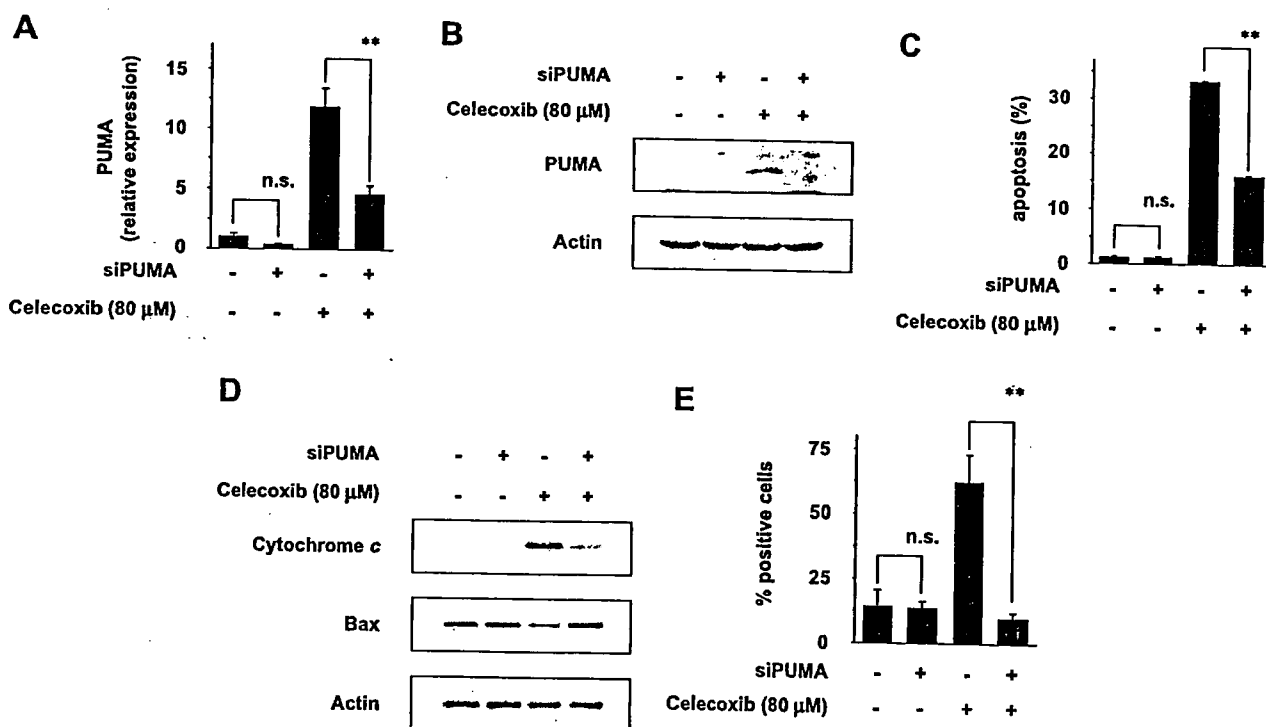 A
**
15
10
5
0
PUMA
(relative expression)
n.s.
siPUMA - + - +
Celecoxib (80 µM) - - + +
B
siPUMA - + - +
Celecoxib (80 µM) - - + +
PUMA
Actin
C
**
30
20
10
0
apoptosis (%)
n.s.
siPUMA - + - +
Celecoxib (80 µM) - - + +
D
siPUMA - + - +
Celecoxib (80 µM) - - + +
Cytochrome c
Bax
Actin
E
**
75
50
25
0
% positive cells
n.s.
siPUMA - + - +
Celecoxib (80 µM) - - + +